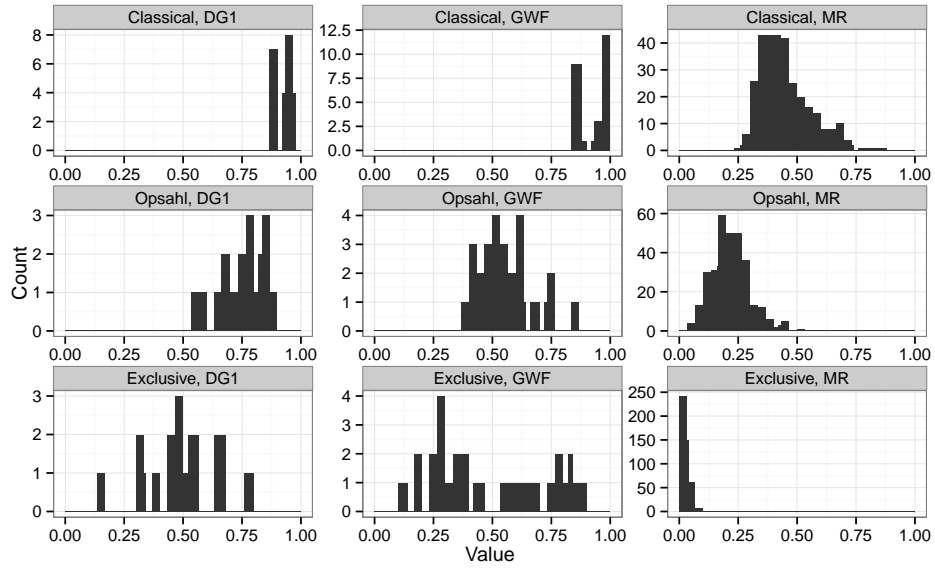 Classical, DG1
Classical, GWF
Classical, MR
8
6
4
2
0
12.5
10.0
7.5
5.0
2.5
0.0
40
30
20
10
0
0.00 0.25 0.50 0.75 1.00
0.00 0.25 0.50 0.75 1.00
0.00 0.25 0.50 0.75 1.00
Opsahl, DG1
Opsahl, GWF
Opsahl, MR
Count
3
2
1
0
4
3
2
1
0
60
40
20
0
0.00 0.25 0.50 0.75 1.00
0.00 0.25 0.50 0.75 1.00
0.00 0.25 0.50 0.75 1.00
Exclusive, DG1
Exclusive, GWF
Exclusive, MR
3
2
1
0
4
3
2
1
0
250
200
150
100
50
0
0.00 0.25 0.50 0.75 1.00
0.00 0.25 0.50 0.75 1.00
0.00 0.25 0.50 0.75 1.00
Value